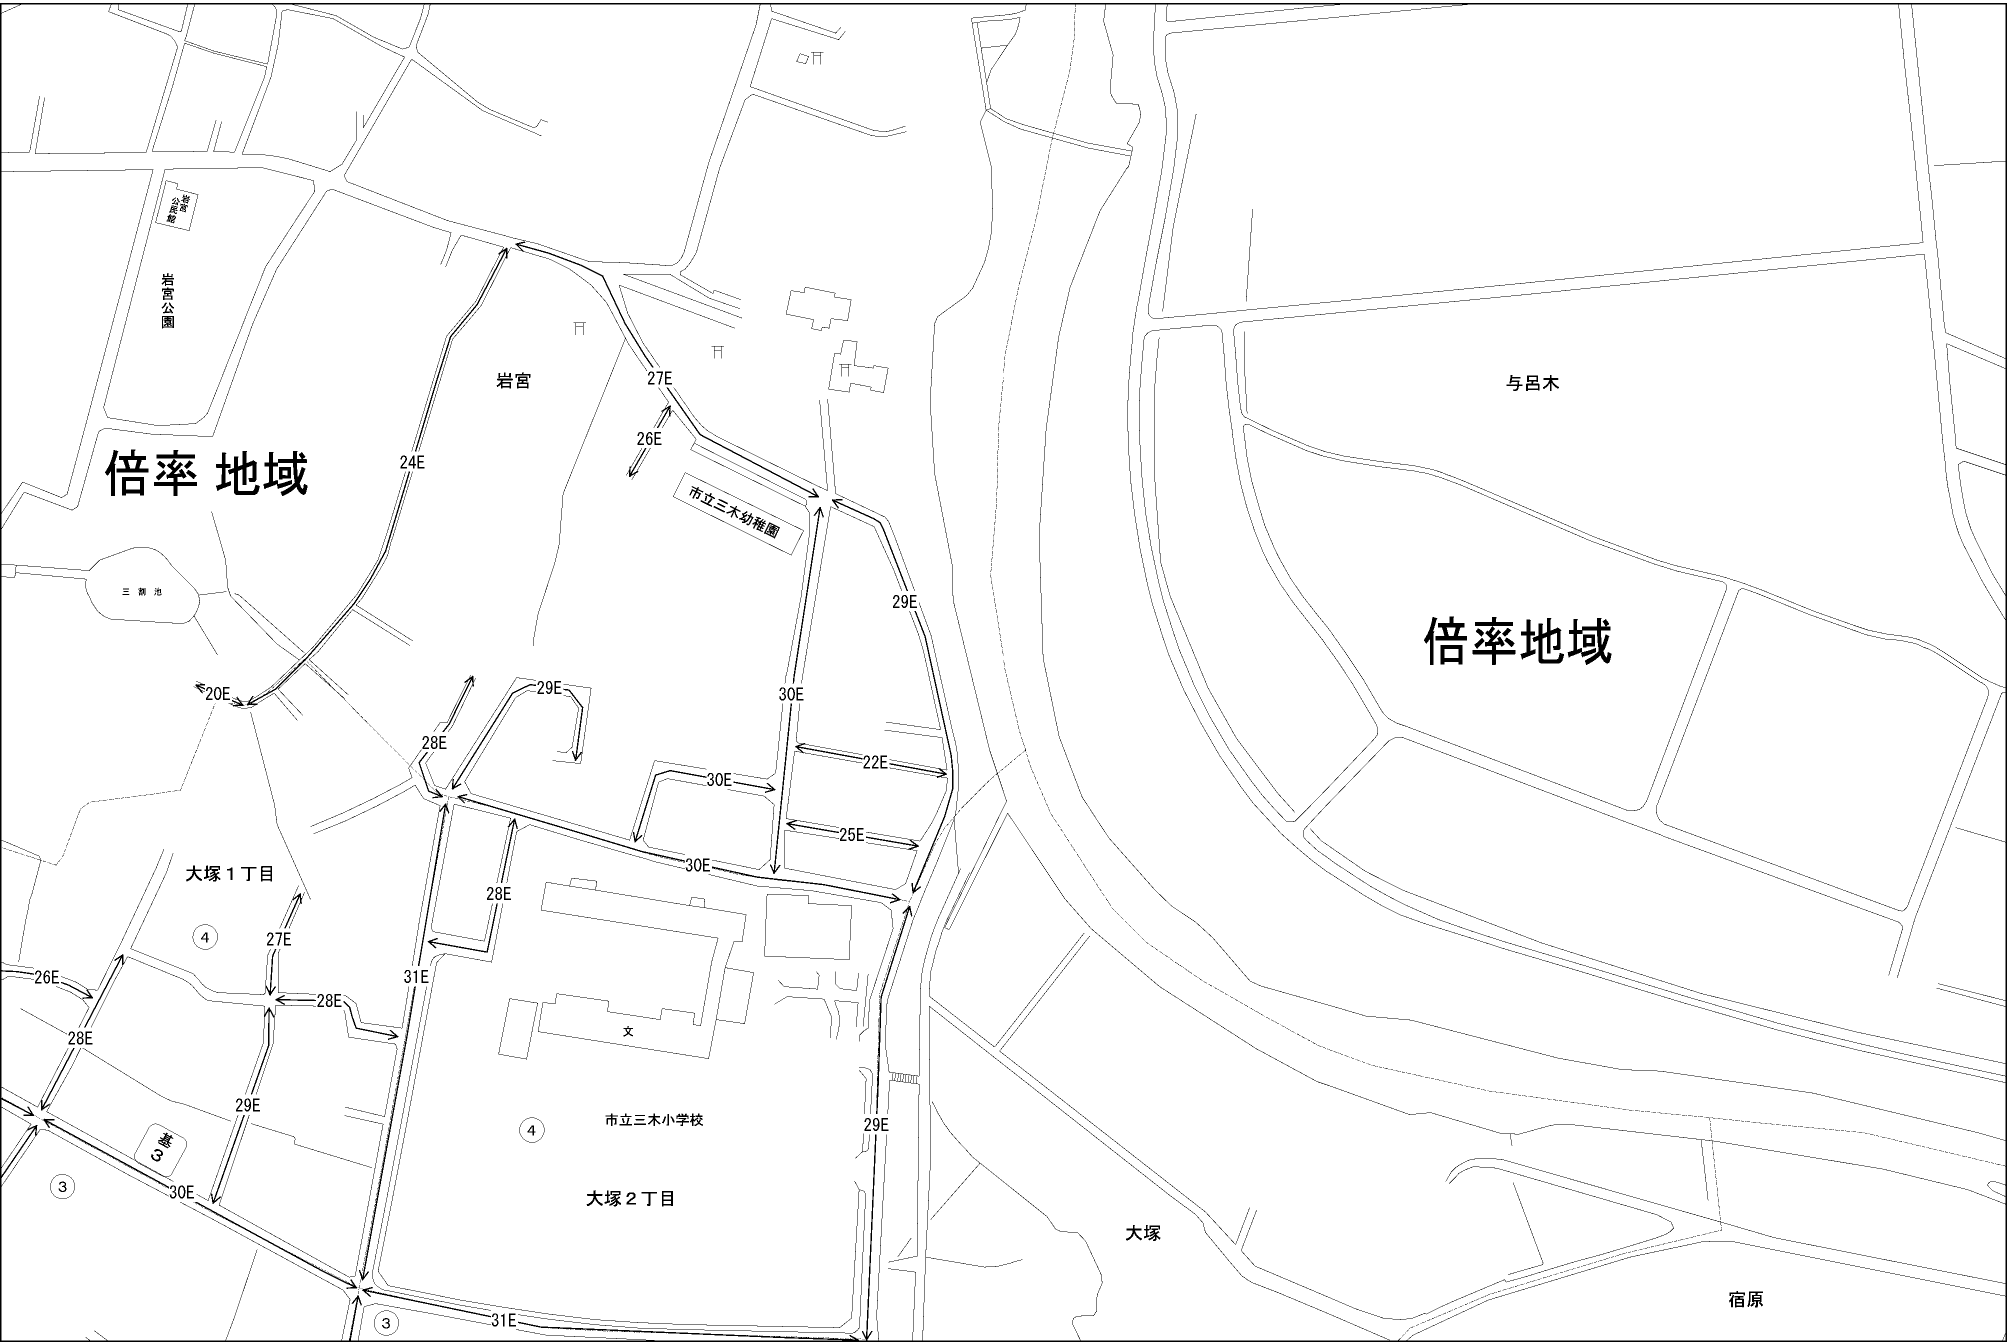 岩宮
公民館
岩宮公園
27E
岩宮
与呂木
26E
24E
倍率 地域
市立三木幼稚園
三 割 池
29E
倍率地域
20E
29E
30E
28E
22E
30E
25E
30E
大塚1丁目
28E
④
27E
26E
31E
28E
文
28E
29E
市立三木小学校
29E
④
基
3
③
30E
大塚2丁目
大塚
宿原
31E
③